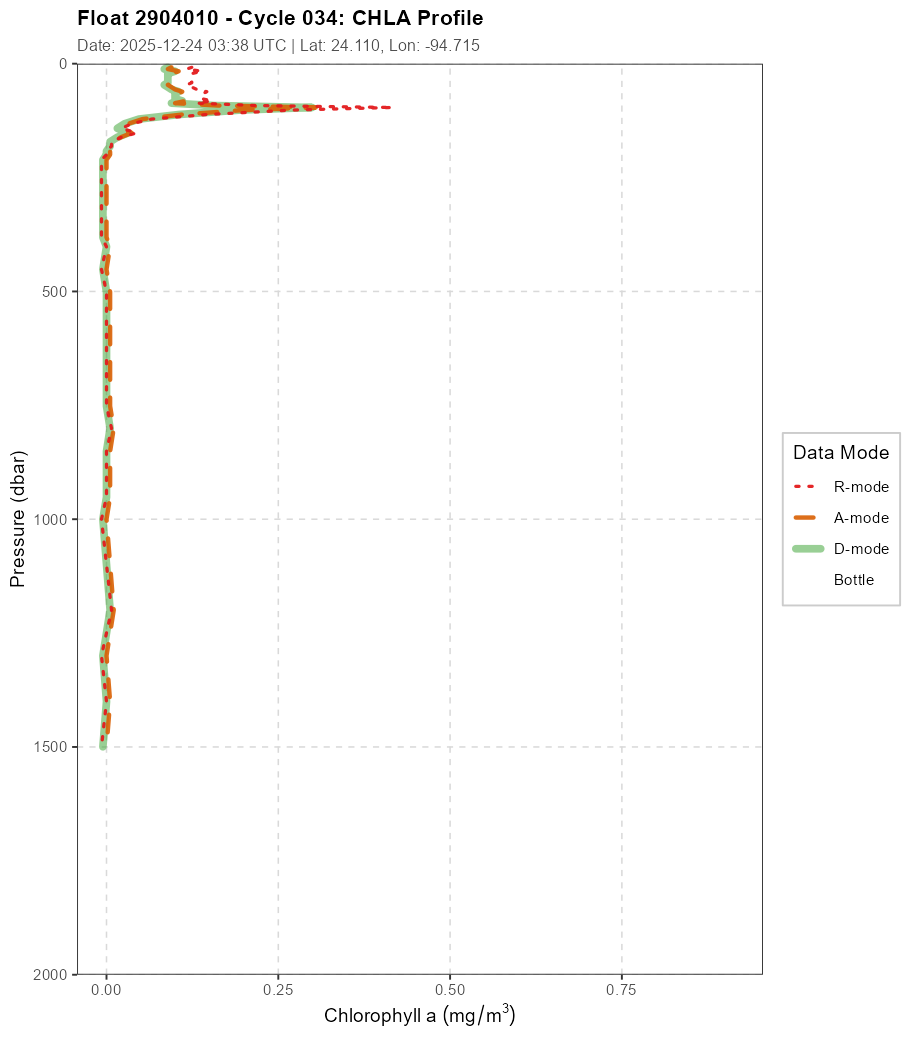 Float 2904010 - Cycle 034: CHLA Profile
Date: 2025-12-24 03:38 UTC | Lat: 24.110, Lon: -94.715
0
500
1000
1500
2000
Pressure (dbar)
0.00 0.25 0.50 0.75
Chlorophyll a (mg/m³)
Data Mode
R-mode
A-mode
D-mode
Bottle